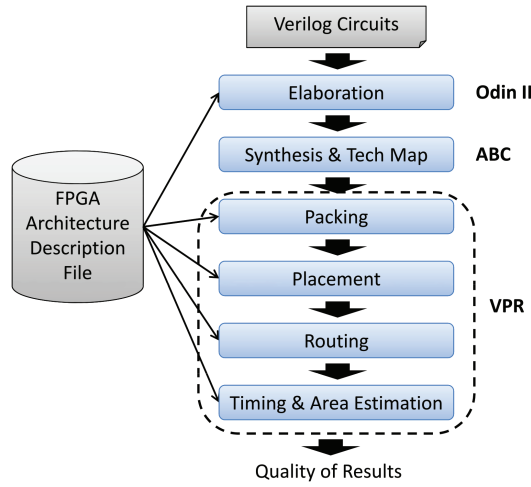 Verilog Circuits
Elaboration
Odin II
Synthesis & Tech Map
ABC
FPGA
Architecture
Description
File
Packing
Placement
VPR
Routing
Timing & Area Estimation
Quality of Results